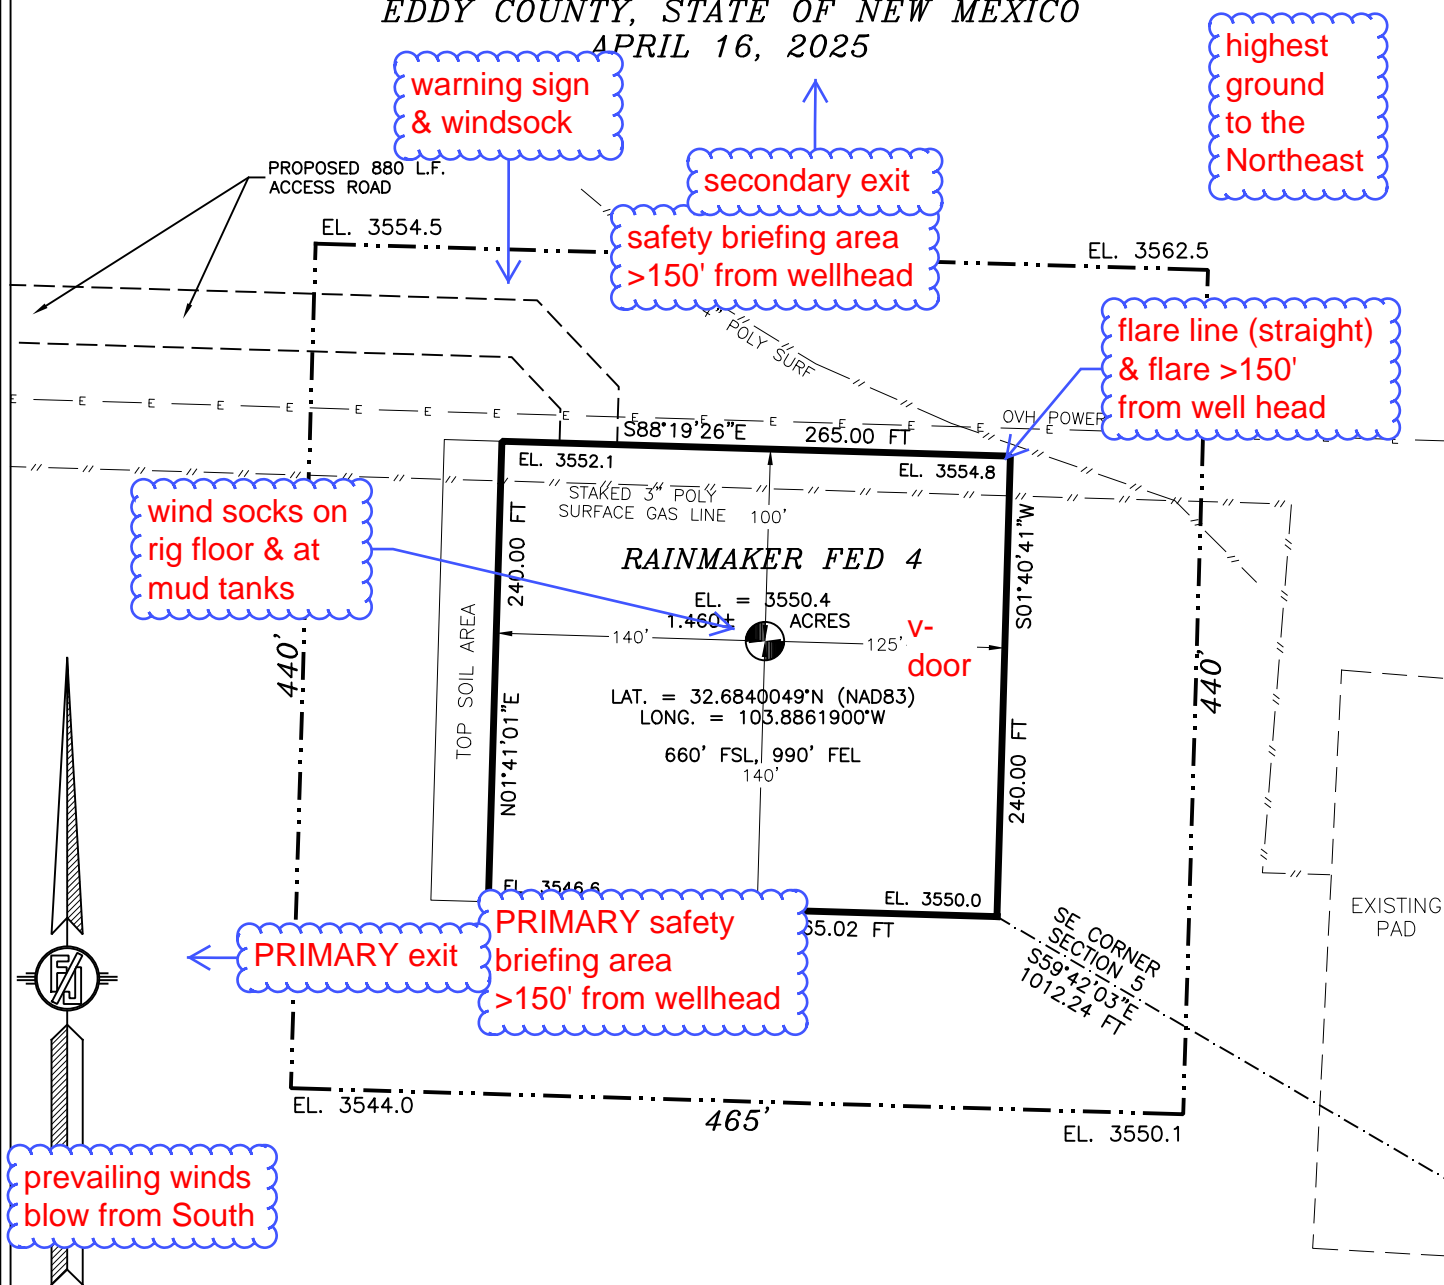 EDDY COUNTY, STATE OF NEW MEXICO
APRIL 16, 2025
highest
ground
to the
Northeast
warning sign
& windsock
PROPOSED 880 L.F.
ACCESS ROAD
secondary exit
safety briefing area
>150' from wellhead
EL. 3554.5
EL. 3562.5
flare line (straight)
& flare >150'
from well head
4" POLY SURF
E E E E E E E E E E E E E E E
OVH POWER
S88°19'26"E 265.00 FT
EL. 3552.1
EL. 3554.8
STAKED 3" POLY
SURFACE GAS LINE
100'
wind socks on
rig floor & at
mud tanks
240.00 FT
S01°40'41"W
RAINMAKER FED 4
EL. = 3550.4
1.460± ACRES
140'
125'
v-
door
TOP SOIL AREA
440'
440'
LAT. = 32.6840049°N (NAD83)
LONG. = 103.8861900°W
660' FSL, 990' FEL
140'
N01°41'01"E
240.00 FT
EL. 3546.6
EL. 3550.0
65.02 FT
PRIMARY exit
PRIMARY safety
briefing area
>150' from wellhead
SE CORNER
SECTION 5
S59°42'03"E
1012.24 FT
EXISTING
PAD
EL. 3544.0
465'
EL. 3550.1
prevailing winds
blow from South